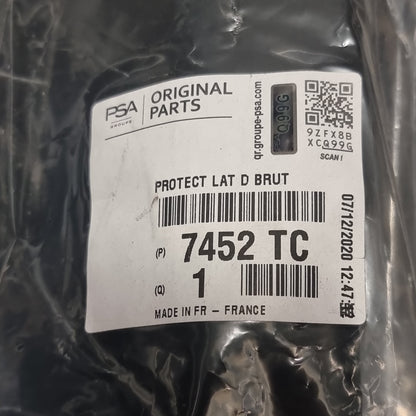 PSA
GROUPE
ORIGINAL
PARTS
qr.groupe-psa.com
Q99G
9ZFX8B
XCQ99G
SCAN!
PROTECT LAT D BRUT
(P) 7452 TC
(Q) 1
MADE IN FR - FRANCE
07/12/2020 12:47